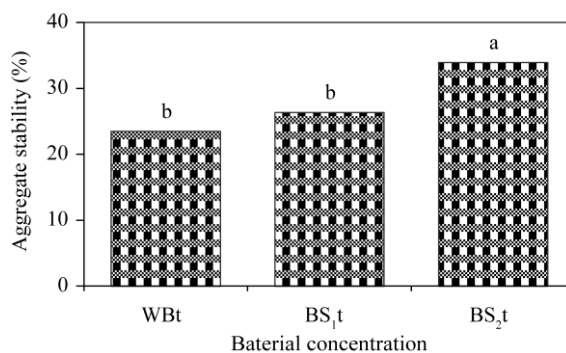 40
30
20
10
0
Aggregate stability (%)
b
b
a
WBt
BS₁t
BS₂t
Baterial concentration